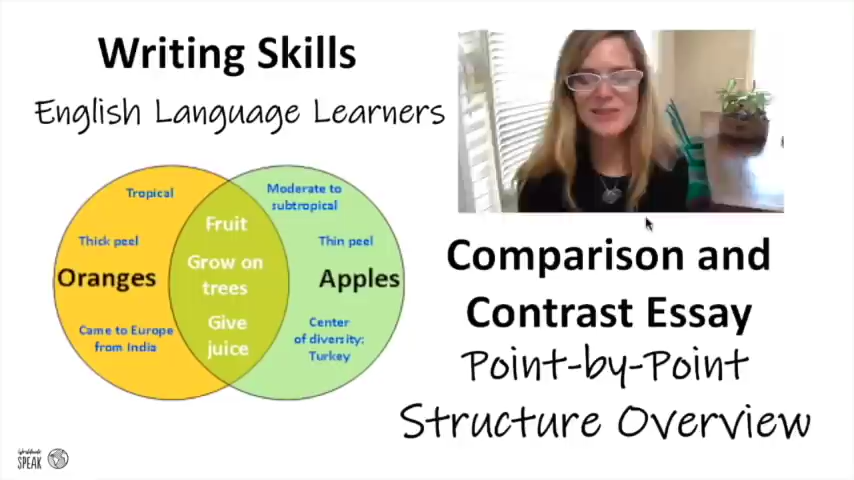 Writing Skills
English Language Learners
Tropical
Thick peel
Oranges
Came to Europe
from India
Fruit
Grow on
trees
Give
juice
Moderate to
subtropical
Thin peel
Apples
Center
of diversity:
Turkey
Comparison and
Contrast Essay
Point-by-Point
Structure Overview
SPEAK